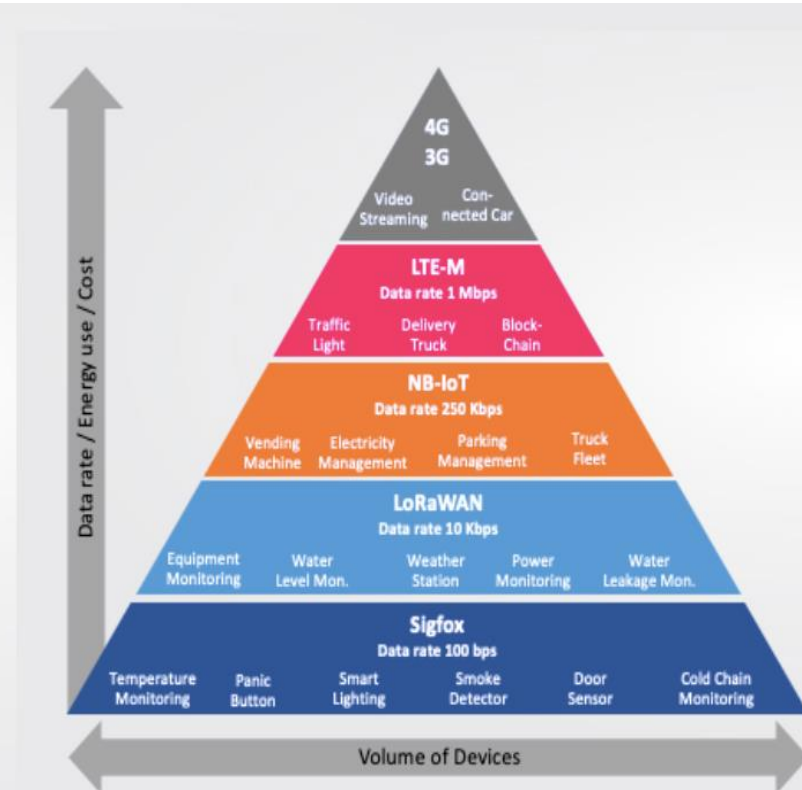 4G
3G
Video
Streaming
Con-
nected Car
LTE-M
Data rate 1 Mbps
Traffic
Light
Delivery
Truck
Block-
Chain
NB-IoT
Data rate 250 Kbps
Vending
Machine
Electricity
Management
Parking
Management
Truck
Fleet
LoRaWAN
Data rate 10 Kbps
Equipment
Monitoring
Water
Level Mon.
Weather
Station
Power
Monitoring
Water
Leakage Mon.
Sigfox
Data rate 100 bps
Temperature
Monitoring
Panic
Button
Smart
Lighting
Smoke
Detector
Door
Sensor
Cold Chain
Monitoring
Data rate / Energy use / Cost
Volume of Devices